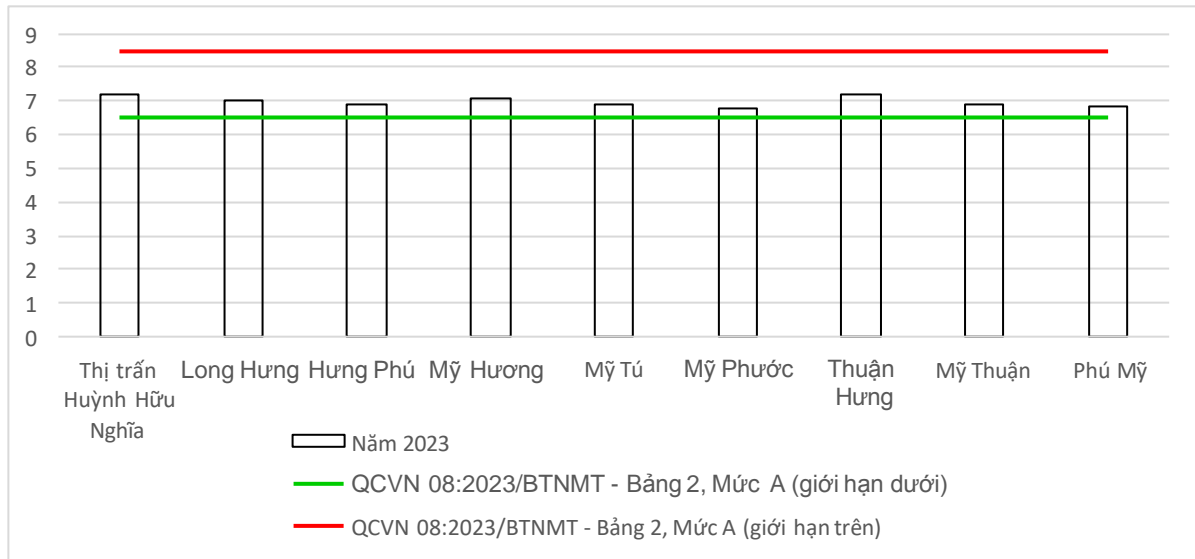 9
8
7
6
5
4
3
2
1
0
Thị trấn
Huỳnh Hữu
Nghĩa
Long Hưng
Hưng Phú
Mỹ Hương
Mỹ Tú
Mỹ Phước
Thuận
Hưng
Mỹ Thuận
Phú Mỹ
Năm 2023
QCVN 08:2023/BTNMT - Bảng 2, Mức A (giới hạn dưới)
QCVN 08:2023/BTNMT - Bảng 2, Mức A (giới hạn trên)